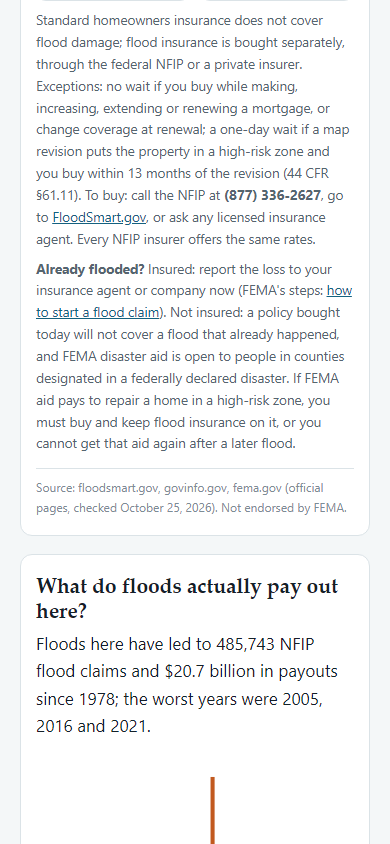 Standard homeowners insurance does not cover
flood damage; flood insurance is bought separately,
through the federal NFIP or a private insurer.
Exceptions: no wait if you buy while making,
increasing, extending or renewing a mortgage, or
change coverage at renewal; a one-day wait if a map
revision puts the property in a high-risk zone and
you buy within 13 months of the revision (44 CFR
§61.11). To buy: call the NFIP at (877) 336-2627, go
to FloodSmart.gov, or ask any licensed insurance
agent. Every NFIP insurer offers the same rates.
Already flooded? Insured: report the loss to your
insurance agent or company now (FEMA's steps: how
to start a flood claim). Not insured: a policy bought
today will not cover a flood that already happened,
and FEMA disaster aid is open to people in counties
designated in a federally declared disaster. If FEMA
aid pays to repair a home in a high-risk zone, you
must buy and keep flood insurance on it, or you
cannot get that aid again after a later flood.
Source: floodsmart.gov, govinfo.gov, fema.gov (official
pages, checked October 25, 2026). Not endorsed by FEMA.
What do floods actually pay out
here?
Floods here have led to 485,743 NFIP
flood claims and $20.7 billion in payouts
since 1978; the worst years were 2005,
2016 and 2021.